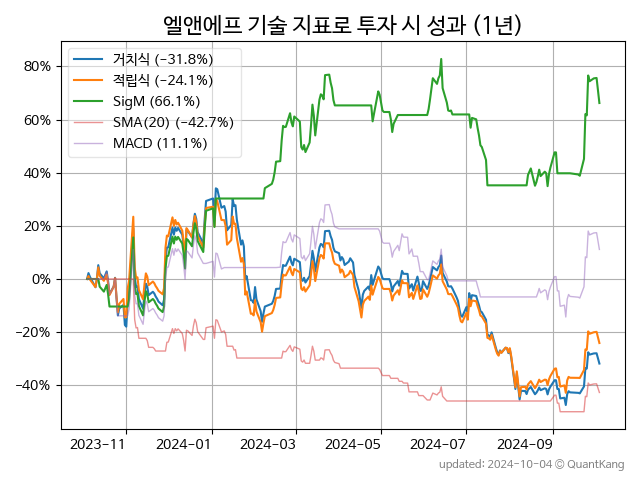 엘앤에프 기술 지표로 투자 시 성과 (1년)
거치식 (−31.8%)
적립식 (−24.1%)
SigM (66.1%)
SMA(20) (−42.7%)
MACD (11.1%)
80%
60%
40%
20%
0%
−20%
−40%
2023-11
2024-01
2024-03
2024-05
2024-07
2024-09
updated: 2024-10-04 © QuantKang